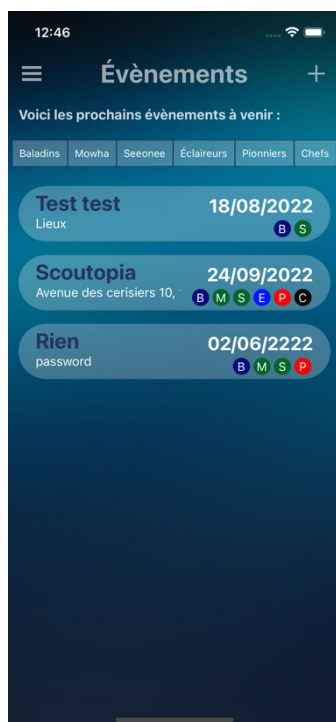 12:46
Évènements
Voici les prochains évènements à venir :
Baladins Mowha Seeonee Éclaireurs Pionniers Chefs
Test test 18/08/2022
Lieux B S
Scoutopia 24/09/2022
Avenue des cerisiers 10, B M S E P C
Rien 02/06/2222
password B M S P